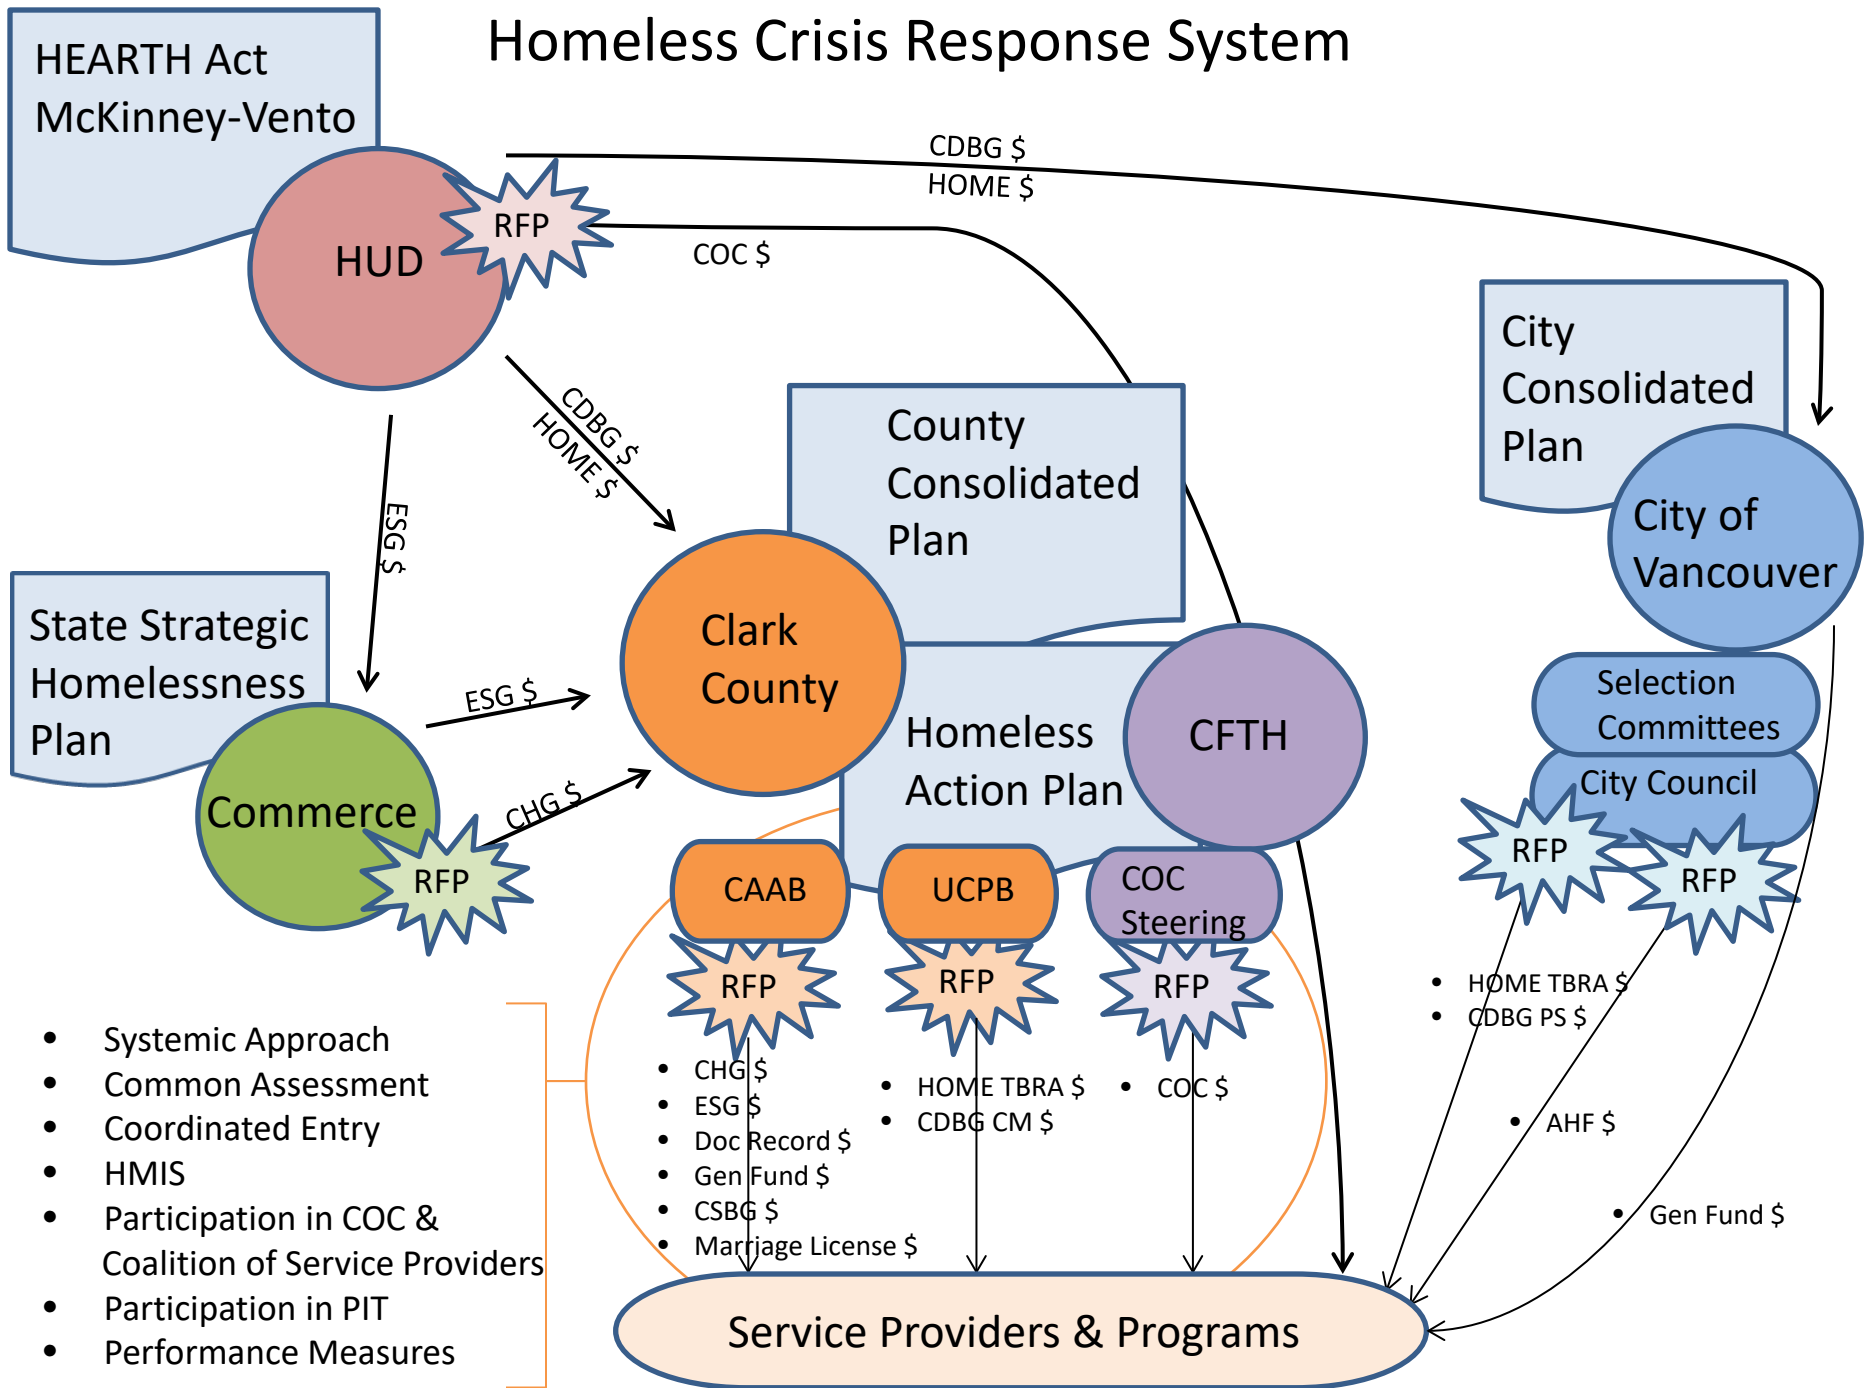 Homeless Crisis Response System
HEARTH Act
McKinney-Vento
HUD
RFP
CDBG $
HOME $
COC $
CDBG $
HOME $
ESG $
City
Consolidated
Plan
City of
Vancouver
County
Consolidated
Plan
State Strategic
Homelessness
Plan
Commerce
RFP
ESG $
CHG $
Clark
County
Homeless
Action Plan
CFTH
Selection
Committees
City Council
RFP
RFP
CAAB
UCPB
COC
Steering
RFP
RFP
RFP
• CHG $
• ESG $
• Doc Record $
• Gen Fund $
• CSBG $
• Marriage License $
• HOME TBRA $
• CDBG CM $
• COC $
• HOME TBRA $
• CDBG PS $
• AHF $
• Gen Fund $
• Systemic Approach
• Common Assessment
• Coordinated Entry
• HMIS
• Participation in COC &
Coalition of Service Providers
• Participation in PIT
• Performance Measures
Service Providers & Programs